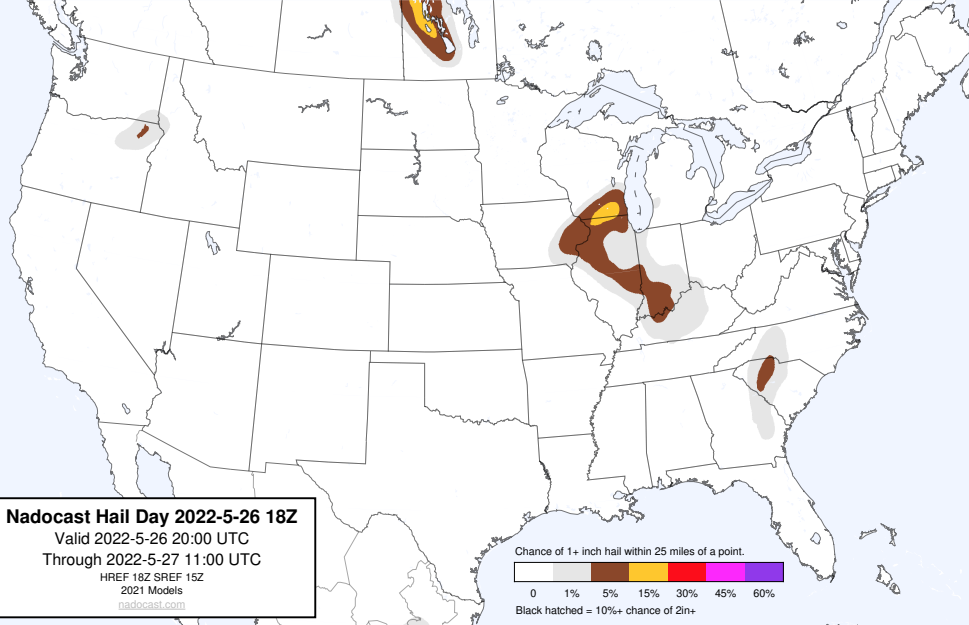 Nadocast Hail Day 2022-5-26 18Z
Valid 2022-5-26 20:00 UTC
Through 2022-5-27 11:00 UTC
HREF 18Z SREF 15Z
2021 Models
nadocast.com
Chance of 1+ inch hail within 25 miles of a point.
0 1% 5% 15% 30% 45% 60%
Black hatched = 10%+ chance of 2in+